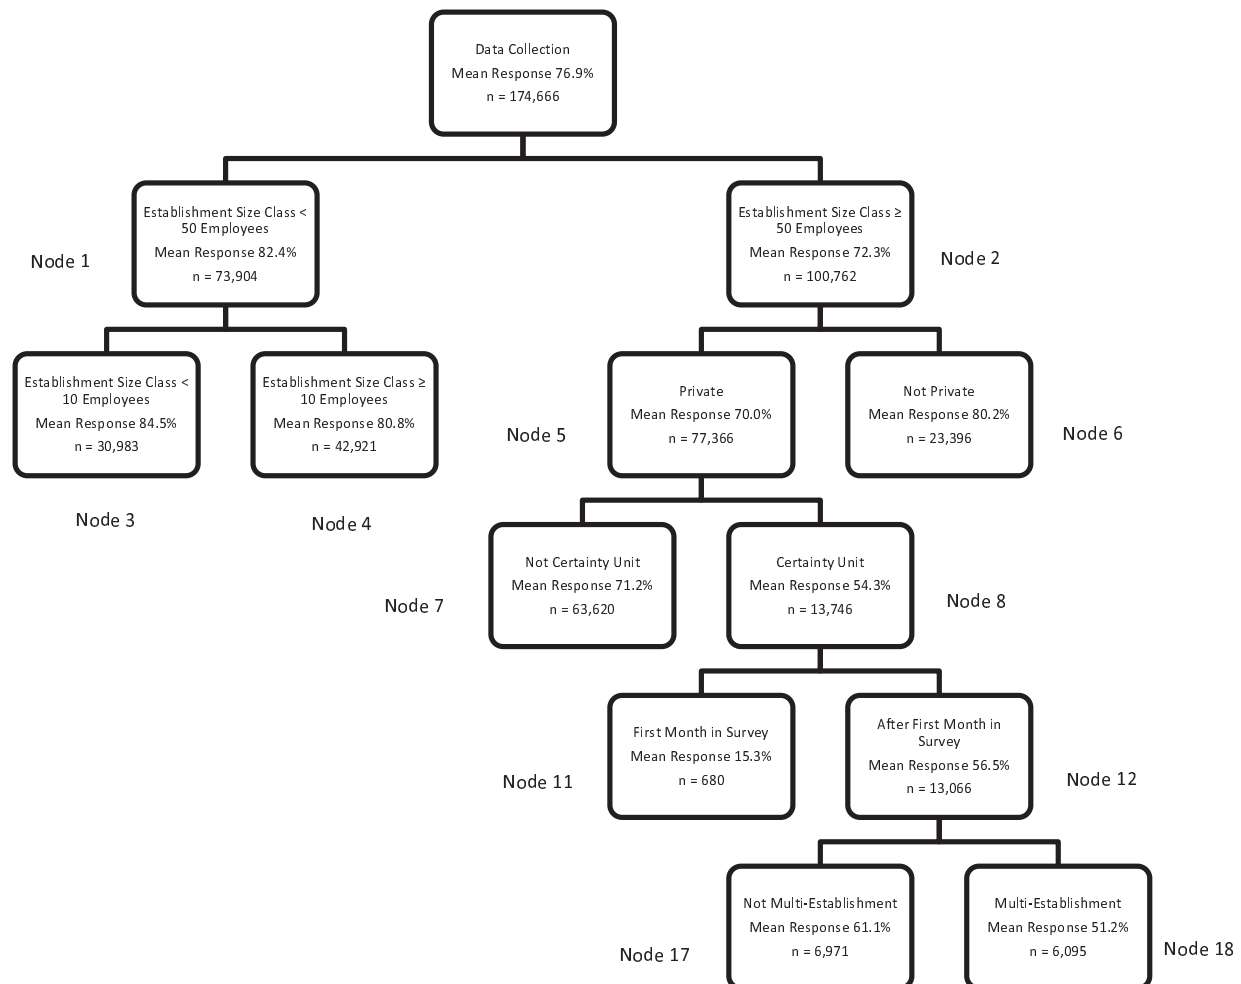 Data Collection
Mean Response 76.9%
n = 174,666
Establishment Size Class <
50 Employees
Mean Response 82.4%
n = 73,904
Node 1
Establishment Size Class ≥
50 Employees
Mean Response 72.3%
n = 100,762
Node 2
Establishment Size Class <
10 Employees
Mean Response 84.5%
n = 30,983
Node 3
Establishment Size Class ≥
10 Employees
Mean Response 80.8%
n = 42,921
Node 4
Private
Mean Response 70.0%
n = 77,366
Node 5
Not Private
Mean Response 80.2%
n = 23,396
Node 6
Not Certainty Unit
Mean Response 71.2%
n = 63,620
Node 7
Certainty Unit
Mean Response 54.3%
n = 13,746
Node 8
First Month in Survey
Mean Response 15.3%
n = 680
Node 11
After First Month in
Survey
Mean Response 56.5%
n = 13,066
Node 12
Not Multi-Establishment
Mean Response 61.1%
n = 6,971
Node 17
Multi-Establishment
Mean Response 51.2%
n = 6,095
Node 18